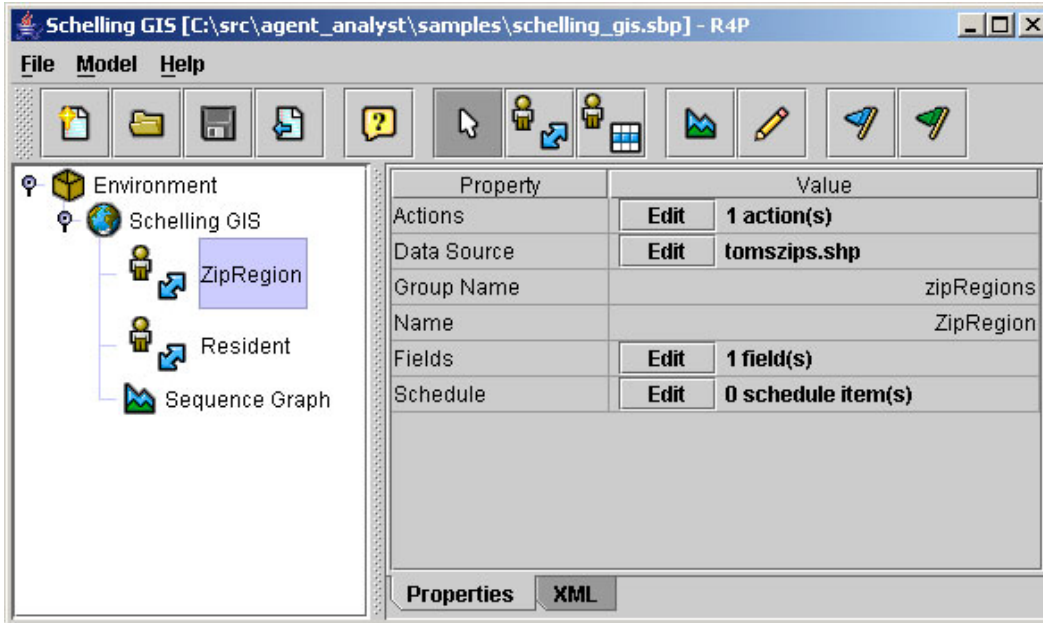 Schelling GIS [C:\src\agent_analyst\samples\schelling_gis.sbp] - R4P
File Model Help
Environment
Schelling GIS
ZipRegion
Resident
Sequence Graph
Property Value
Actions Edit 1 action(s)
Data Source Edit tomszips.shp
Group Name zipRegions
Name ZipRegion
Fields Edit 1 field(s)
Schedule Edit 0 schedule item(s)
Properties XML